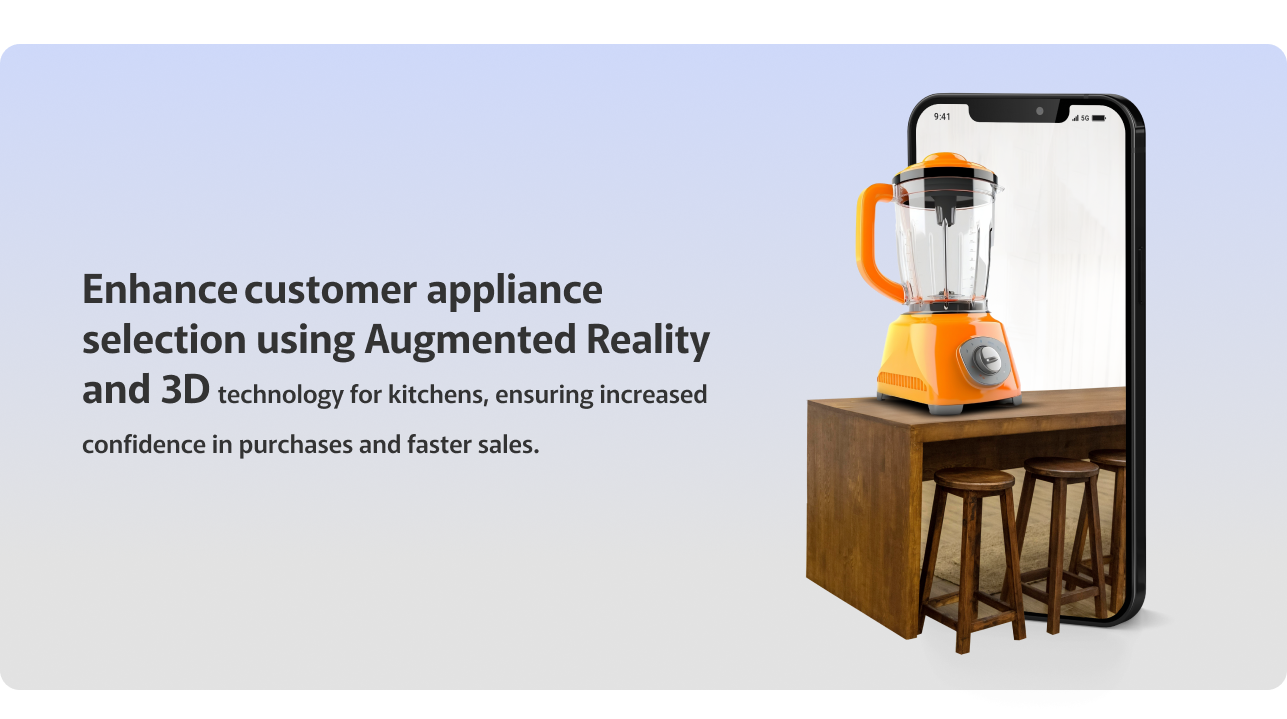 Enhance customer appliance
selection using Augmented Reality
and 3D technology for kitchens, ensuring increased
confidence in purchases and faster sales.
9:41
5G